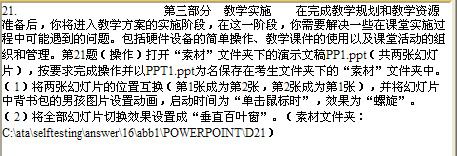 21.                    第三部分  教学实施    在完成教学规划和教学资源
准备后，你将进入教学方案的实施阶段，在这一阶段，你需要解决一些在课堂实施过
程中可能遇到的问题。包括硬件设备的简单操作、教学课件的使用以及课堂活动的组
织和管理。第21题（操作）打开“素材”文件夹下的演示文稿PP1.ppt（共两张幻灯
片），按要求完成操作并以PPT1.ppt为名保存在考生文件夹下的“素材”文件夹中。
（1）将两张幻灯片的位置互换（第1张成为第2张，第2张成为第1张），并将幻灯片
中背书包的男孩图片设置动画，启动时间为“单击鼠标时”，效果为“螺旋”。
（2）将全部幻灯片切换效果设置成“垂直百叶窗”。（素材文件夹：
C:\ata\selftesting\answer\16\abb1\POWERPOINT\D21）